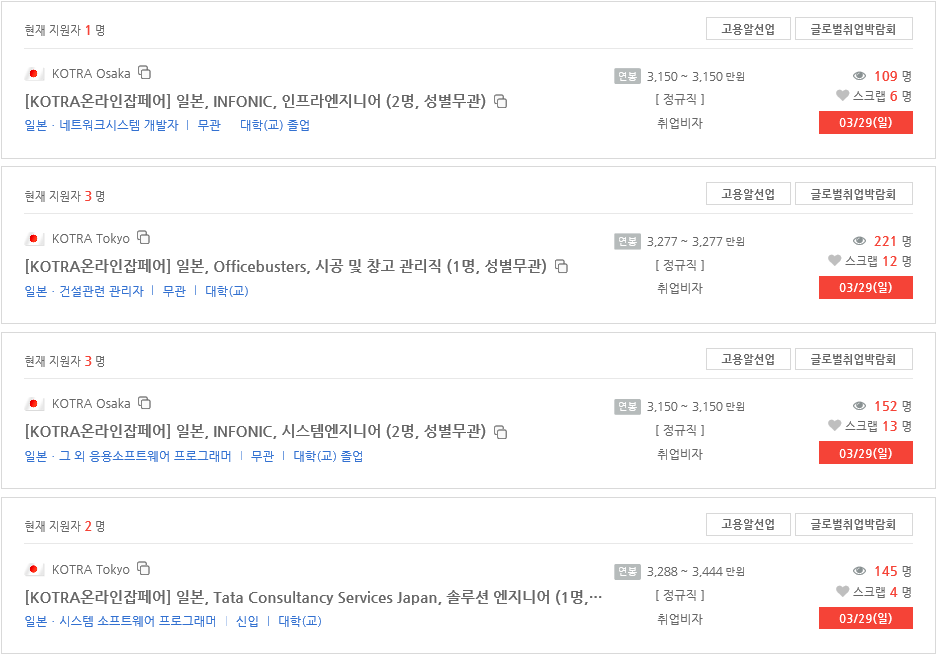 현재 지원자 1 명
고용알선업 글로벌취업박람회
KOTRA Osaka
연봉 3,150 ~ 3,150 만원
109 명
[KOTRA온라인잡페어] 일본, INFONIC, 인프라엔지니어 (2명, 성별무관)
[ 정규직 ]
스크랩 6 명
일본 · 네트워크시스템 개발자 | 무관 대학(교) 졸업
취업비자
03/29(일)
현재 지원자 3 명
고용알선업 글로벌취업박람회
KOTRA Tokyo
연봉 3,277 ~ 3,277 만원
221 명
[KOTRA온라인잡페어] 일본, Officebusters, 시공 및 창고 관리직 (1명, 성별무관)
[ 정규직 ]
스크랩 12 명
일본 · 건설관련 관리자 | 무관 | 대학(교)
취업비자
03/29(일)
현재 지원자 3 명
고용알선업 글로벌취업박람회
KOTRA Osaka
연봉 3,150 ~ 3,150 만원
152 명
[KOTRA온라인잡페어] 일본, INFONIC, 시스템엔지니어 (2명, 성별무관)
[ 정규직 ]
스크랩 13 명
일본 · 그 외 응용소프트웨어 프로그래머 | 무관 | 대학(교) 졸업
취업비자
03/29(일)
현재 지원자 2 명
고용알선업 글로벌취업박람회
KOTRA Tokyo
연봉 3,288 ~ 3,444 만원
145 명
[KOTRA온라인잡페어] 일본, Tata Consultancy Services Japan, 솔루션 엔지니어 (1명,...
[ 정규직 ]
스크랩 4 명
일본 · 시스템 소프트웨어 프로그래머 | 신입 | 대학(교)
취업비자
03/29(일)